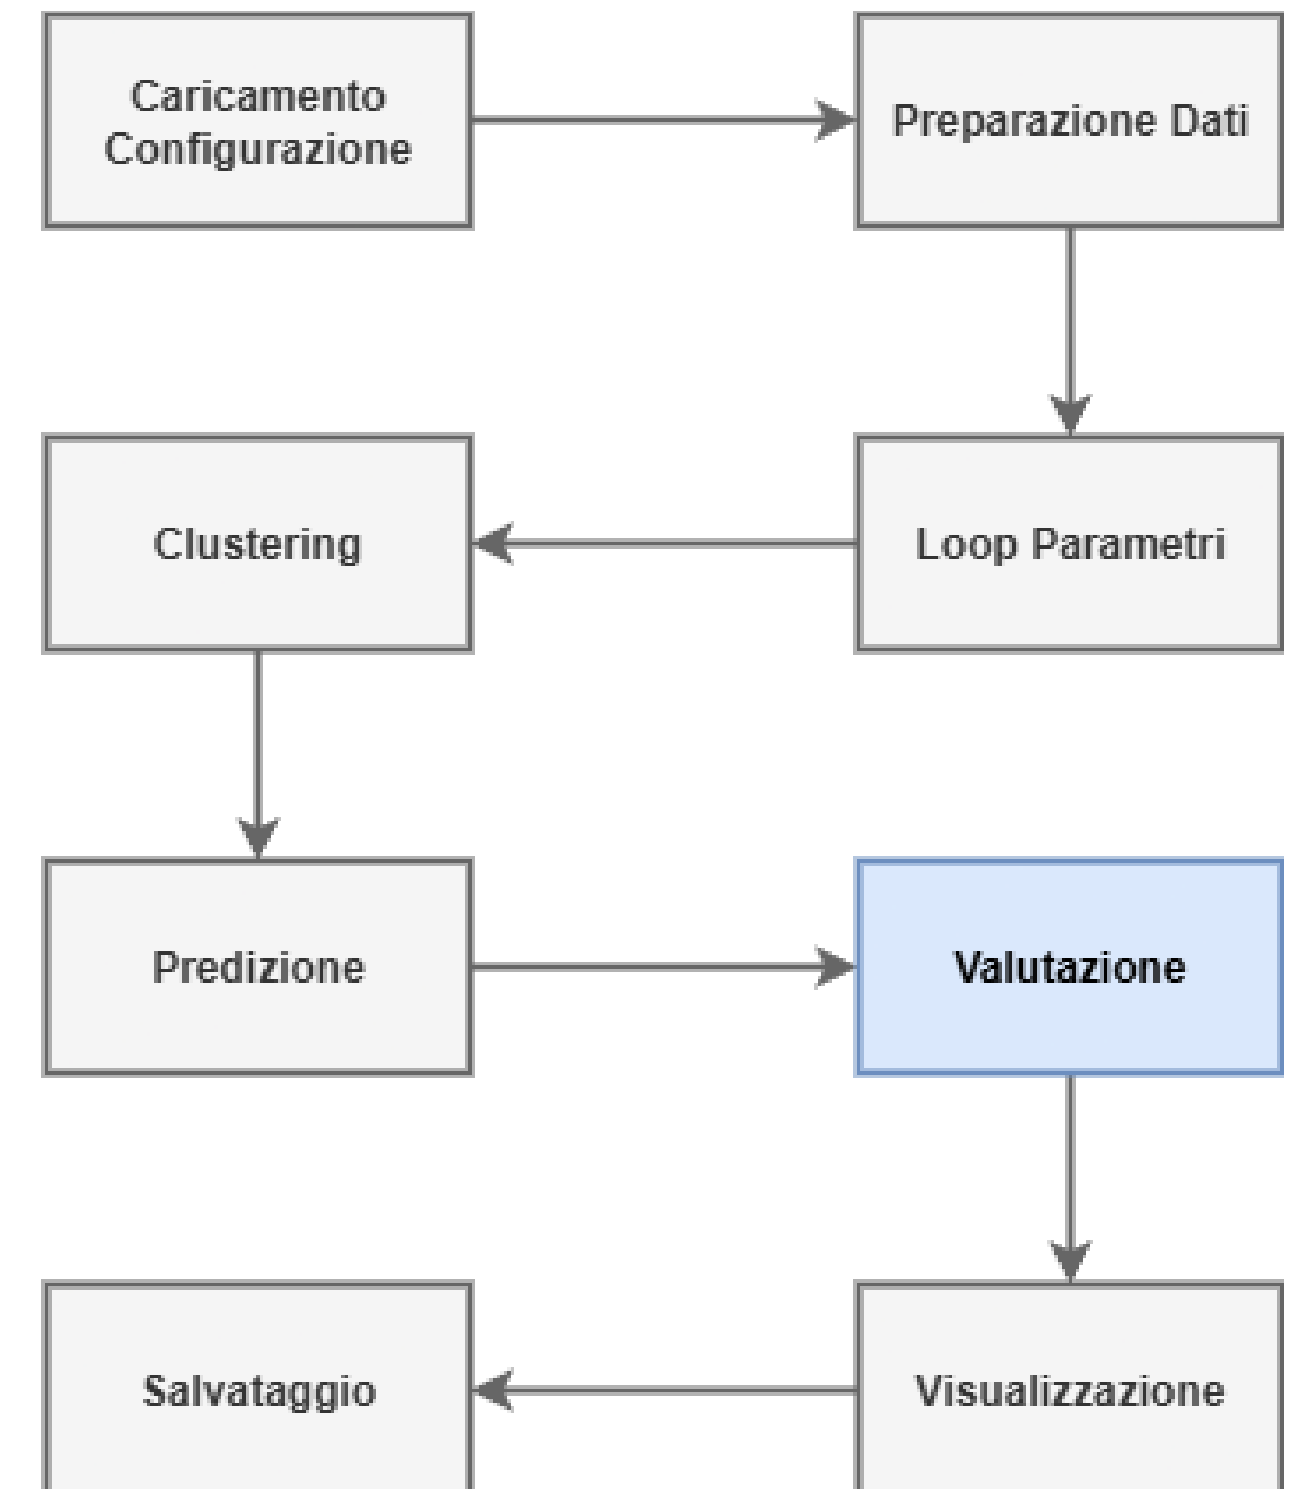 Caricamento
Configurazione
Preparazione Dati
Loop Parametri
Clustering
Predizione
Valutazione
Visualizzazione
Salvataggio